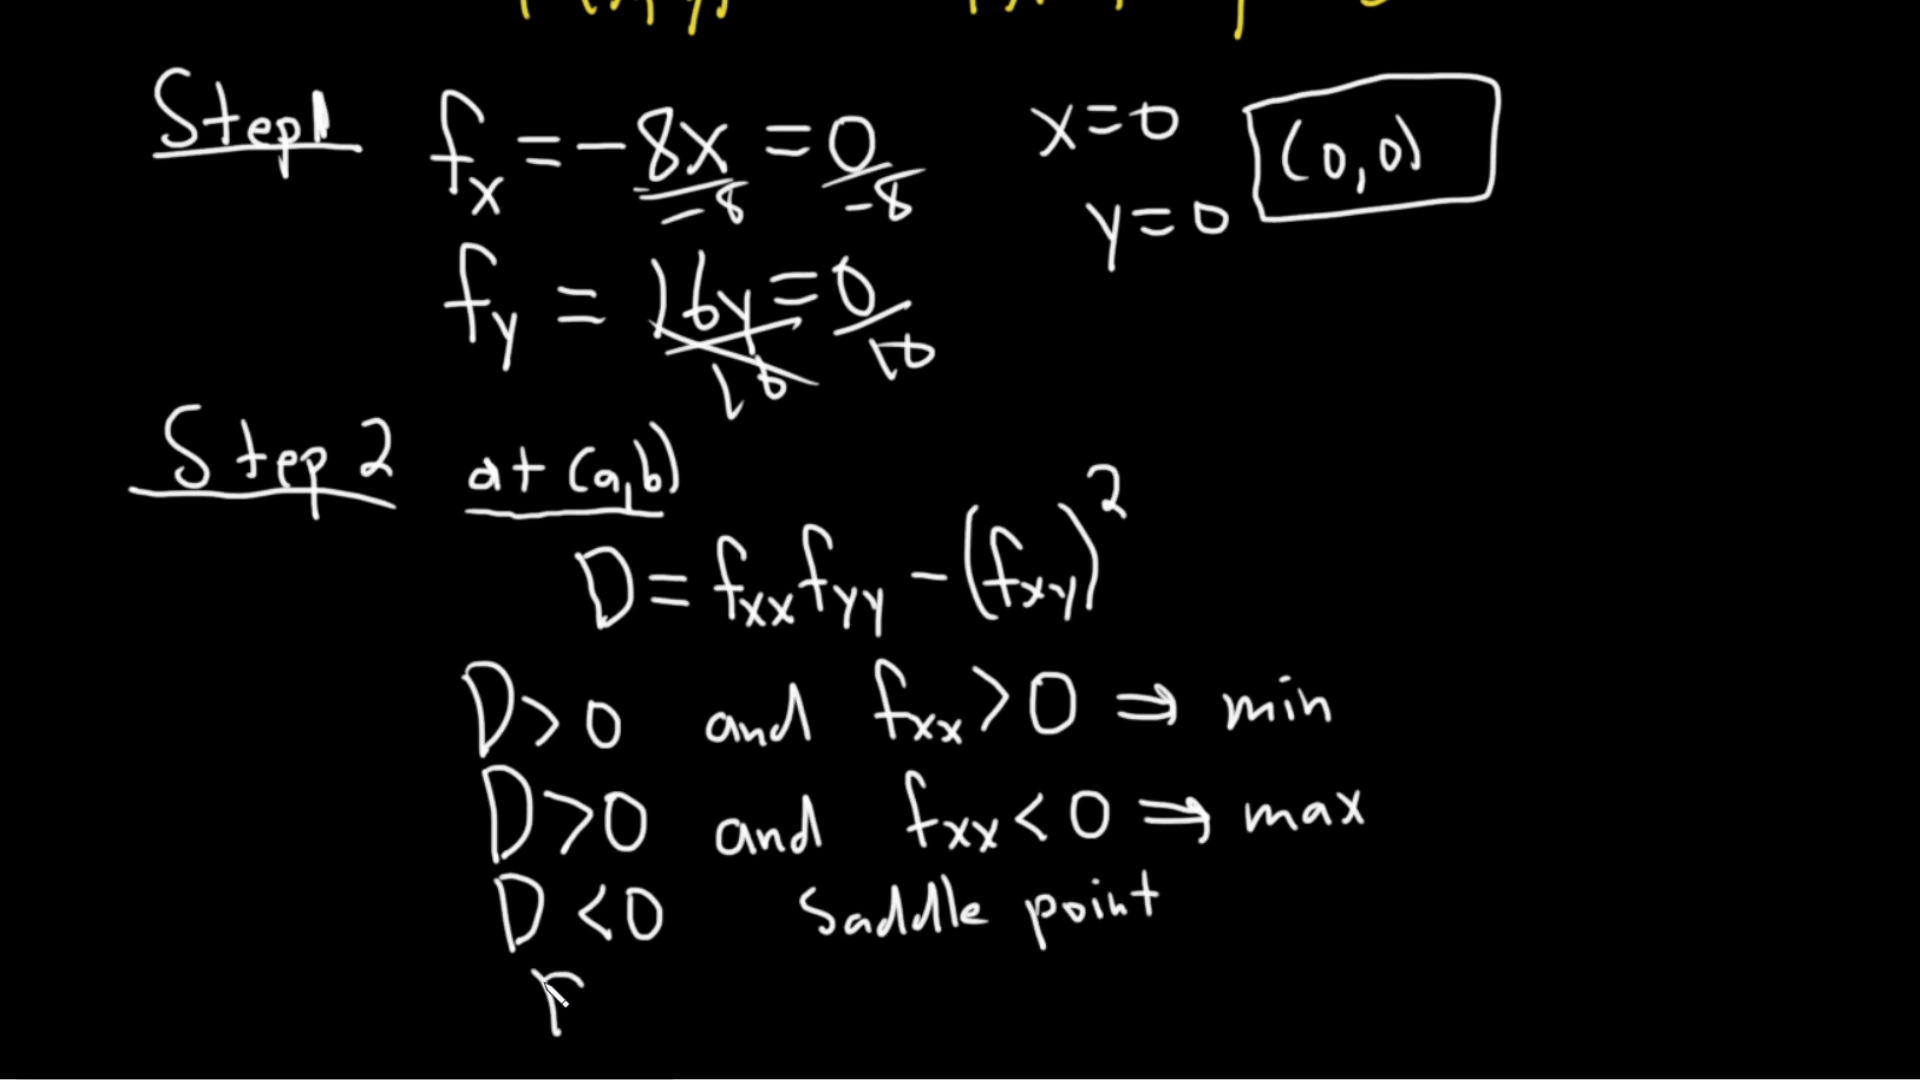 Step1 fx = -8x/-8 = 0/-8 x=0 (0,0)
y=0
fy = 16y/16 = 0/16
Step 2 at (a,b)
D = fxx fyy - (fxy)²
D>0 and fxx>0 ⇒ min
D>0 and fxx<0 ⇒ max
D<0 Saddle point